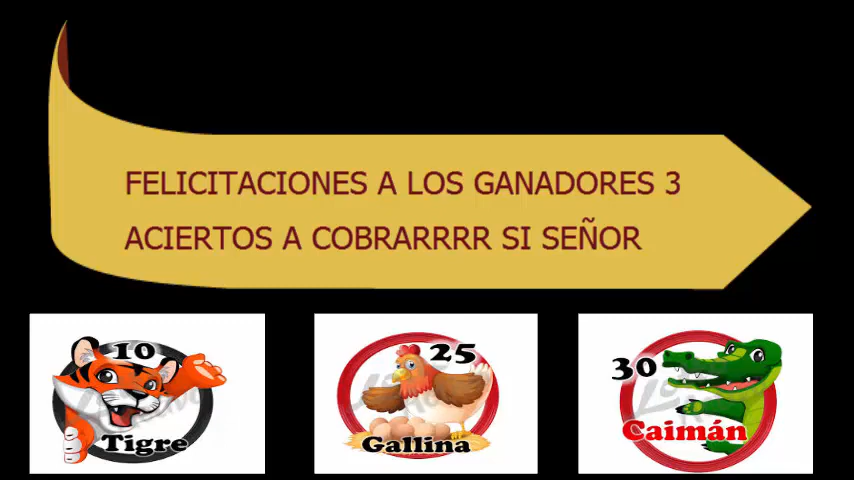 FELICITACIONES A LOS GANADORES 3
ACIERTOS A COBRARRRR SI SEÑOR
10
Tigre
25
Gallina
30
Caimán